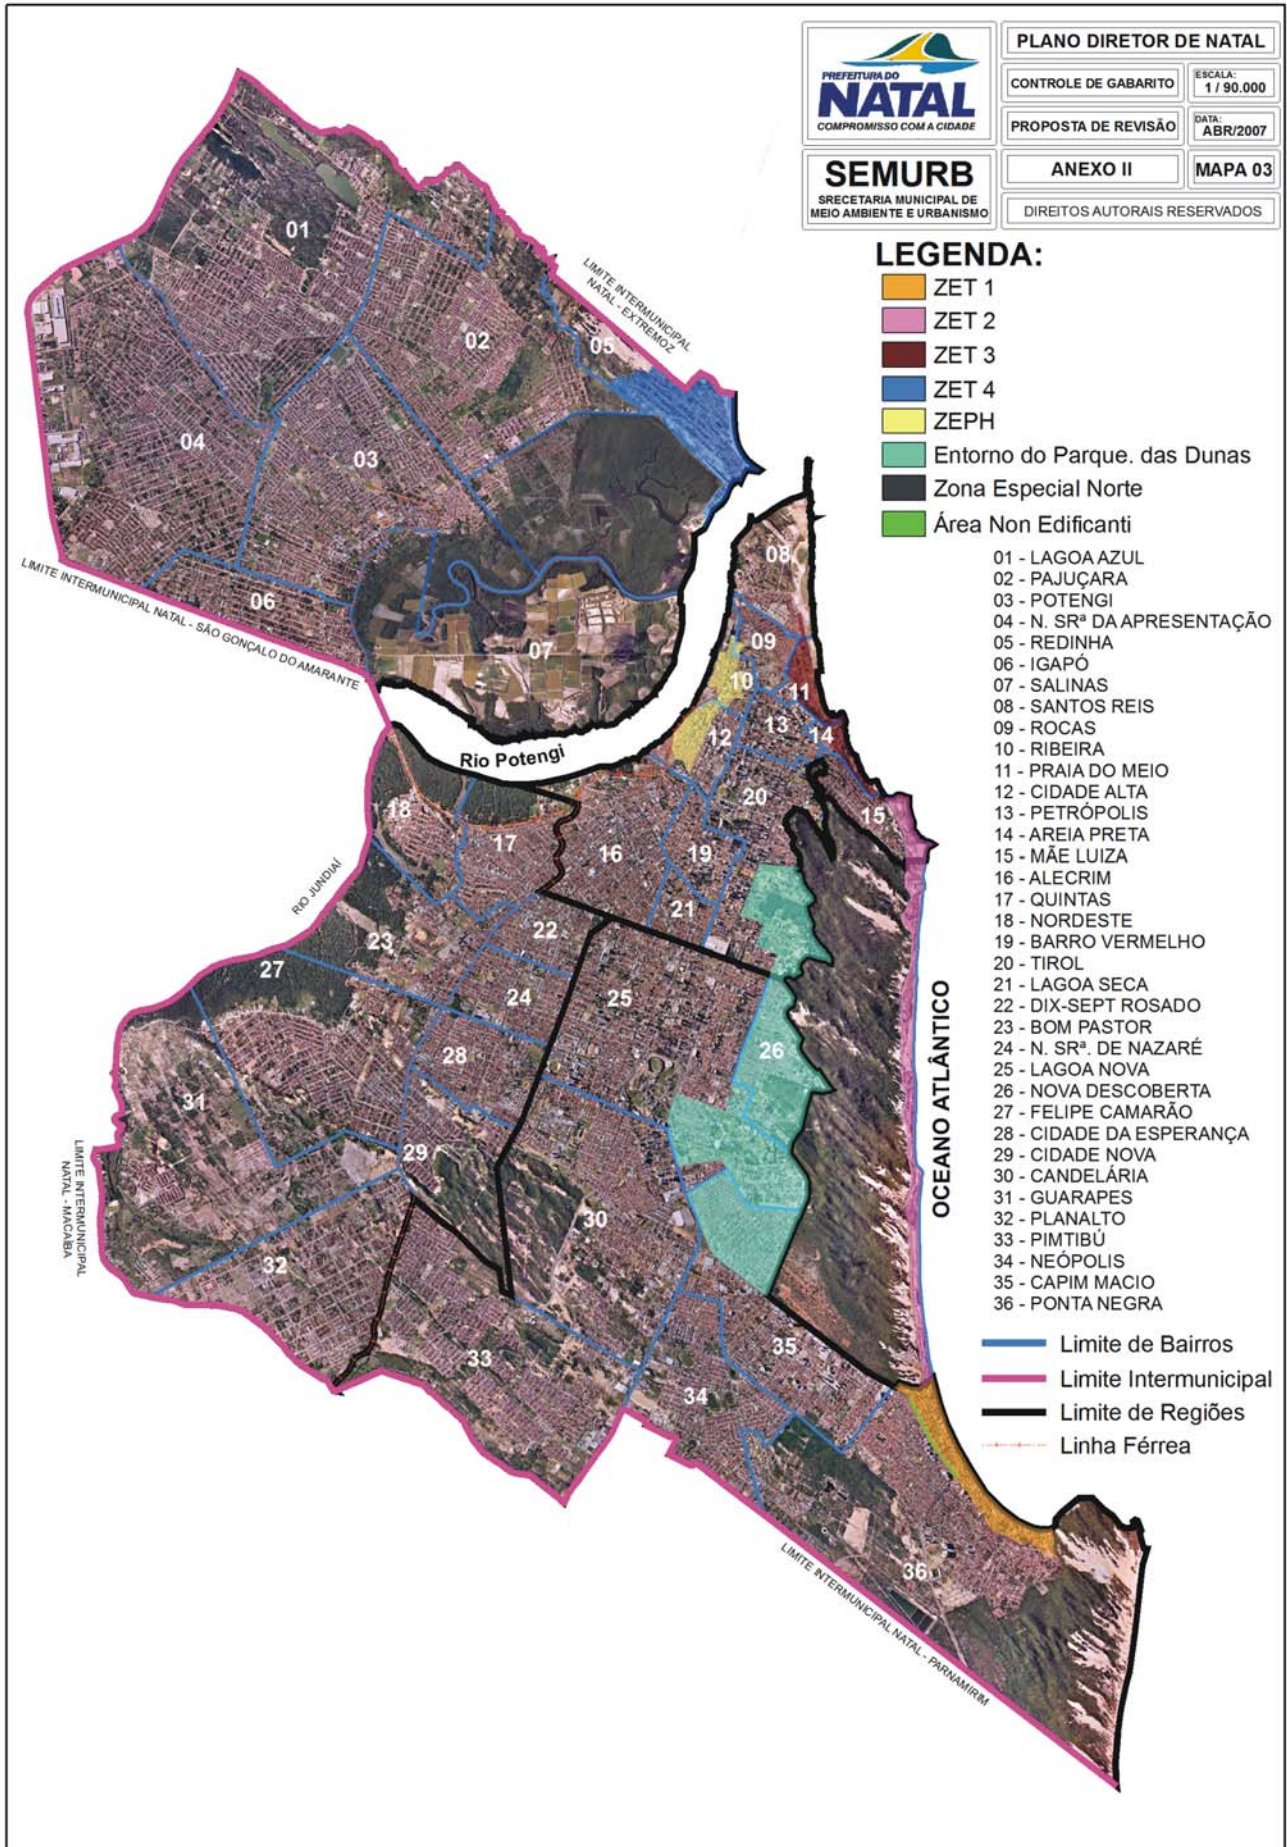 PREFEITURA DO
NATAL
COMPROMISSO COM A CIDADE
PLANO DIRETOR DE NATAL
CONTROLE DE GABARITO
ESCALA:
1 / 90.000
PROPOSTA DE REVISÃO
DATA:
ABR/2007
SEMURB
SRECETARIA MUNICIPAL DE
MEIO AMBIENTE E URBANISMO
ANEXO II
MAPA 03
DIREITOS AUTORAIS RESERVADOS
LEGENDA:
ZET 1
ZET 2
ZET 3
ZET 4
ZEPH
Entorno do Parque. das Dunas
Zona Especial Norte
Área Non Edificanti
01 - LAGOA AZUL
02 - PAJUÇARA
03 - POTENGI
04 - N. SRª DA APRESENTAÇÃO
05 - REDINHA
06 - IGAPÓ
07 - SALINAS
08 - SANTOS REIS
09 - ROCAS
10 - RIBEIRA
11 - PRAIA DO MEIO
12 - CIDADE ALTA
13 - PETRÓPOLIS
14 - AREIA PRETA
15 - MÃE LUIZA
16 - ALECRIM
17 - QUINTAS
18 - NORDESTE
19 - BARRO VERMELHO
20 - TIROL
21 - LAGOA SECA
22 - DIX-SEPT ROSADO
23 - BOM PASTOR
24 - N. SRª. DE NAZARÉ
25 - LAGOA NOVA
26 - NOVA DESCOBERTA
27 - FELIPE CAMARÃO
28 - CIDADE DA ESPERANÇA
29 - CIDADE NOVA
30 - CANDELÁRIA
31 - GUARAPES
32 - PLANALTO
33 - PIMTIBÚ
34 - NEÓPOLIS
35 - CAPIM MACIO
36 - PONTA NEGRA
Limite de Bairros
Limite Intermunicipal
Limite de Regiões
Linha Férrea
01
LIMITE INTERMUNICIPAL
NATAL - EXTREMOZ
02
05
04
03
06
LIMITE INTERMUNICIPAL NATAL - SÃO GONÇALO DO AMARANTE
07
Rio Potengi
08
09
10
11
12
13
14
15
20
18
17
16
19
21
RIO JUNDIAÍ
22
23
27
24
25
28
26
31
29
LIMITE INTERMUNICIPAL
NATAL - MACAÍBA
OCEANO ATLÂNTICO
30
32
33
35
34
36
LIMITE INTERMUNICIPAL NATAL - PARNAMIRIM